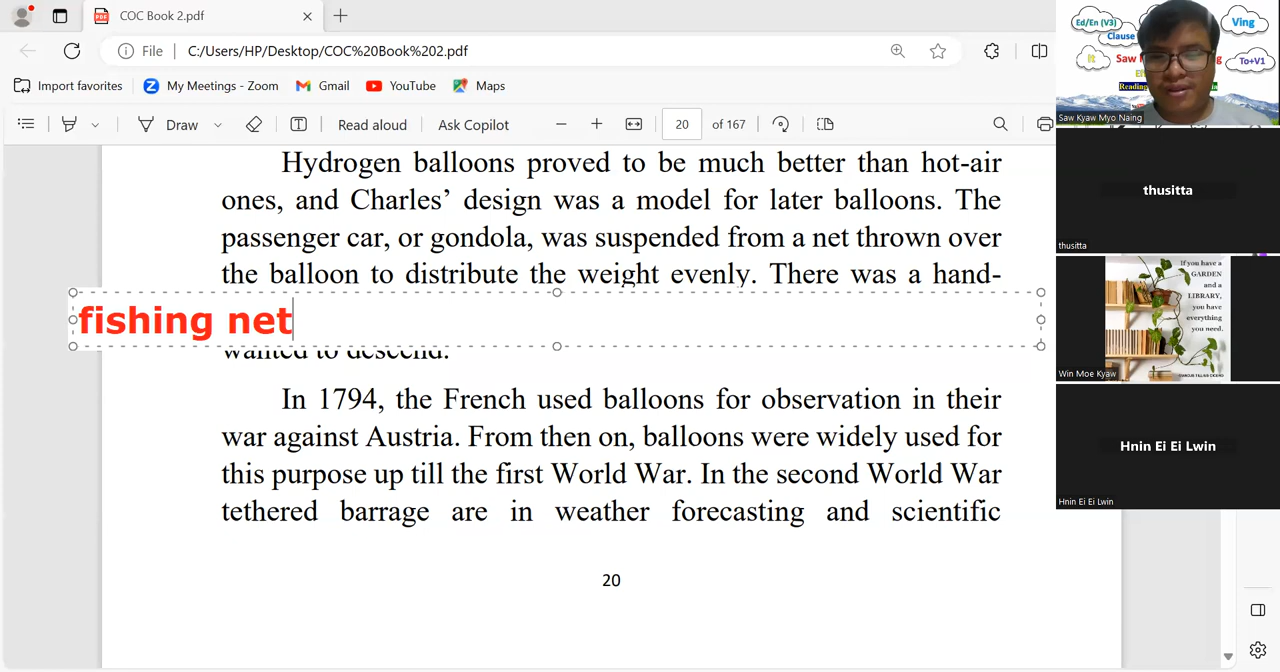 COC Book 2.pdf
File
C:/Users/HP/Desktop/COC%20Book%202.pdf
Import favorites
My Meetings - Zoom
Gmail
YouTube
Maps
Draw
Read aloud
Ask Copilot
20 of 167
Hydrogen balloons proved to be much better than hot-air
ones, and Charles’ design was a model for later balloons. The
passenger car, or gondola, was suspended from a net thrown over
the balloon to distribute the weight evenly. There was a hand-
fishing net
wanted to descend.
In 1794, the French used balloons for observation in their
war against Austria. From then on, balloons were widely used for
this purpose up till the first World War. In the second World War
tethered barrage are in weather forecasting and scientific
20
Ed/En (V3)
Clause
Ving
It
Saw
To+V1
Reading
Saw Kyaw Myo Naing
thusitta
thusitta
If you have a
GARDEN
and a
LIBRARY,
you have
everything
you need.
Win Moe Kyaw
Hnin Ei Ei Lwin
Hnin Ei Ei Lwin